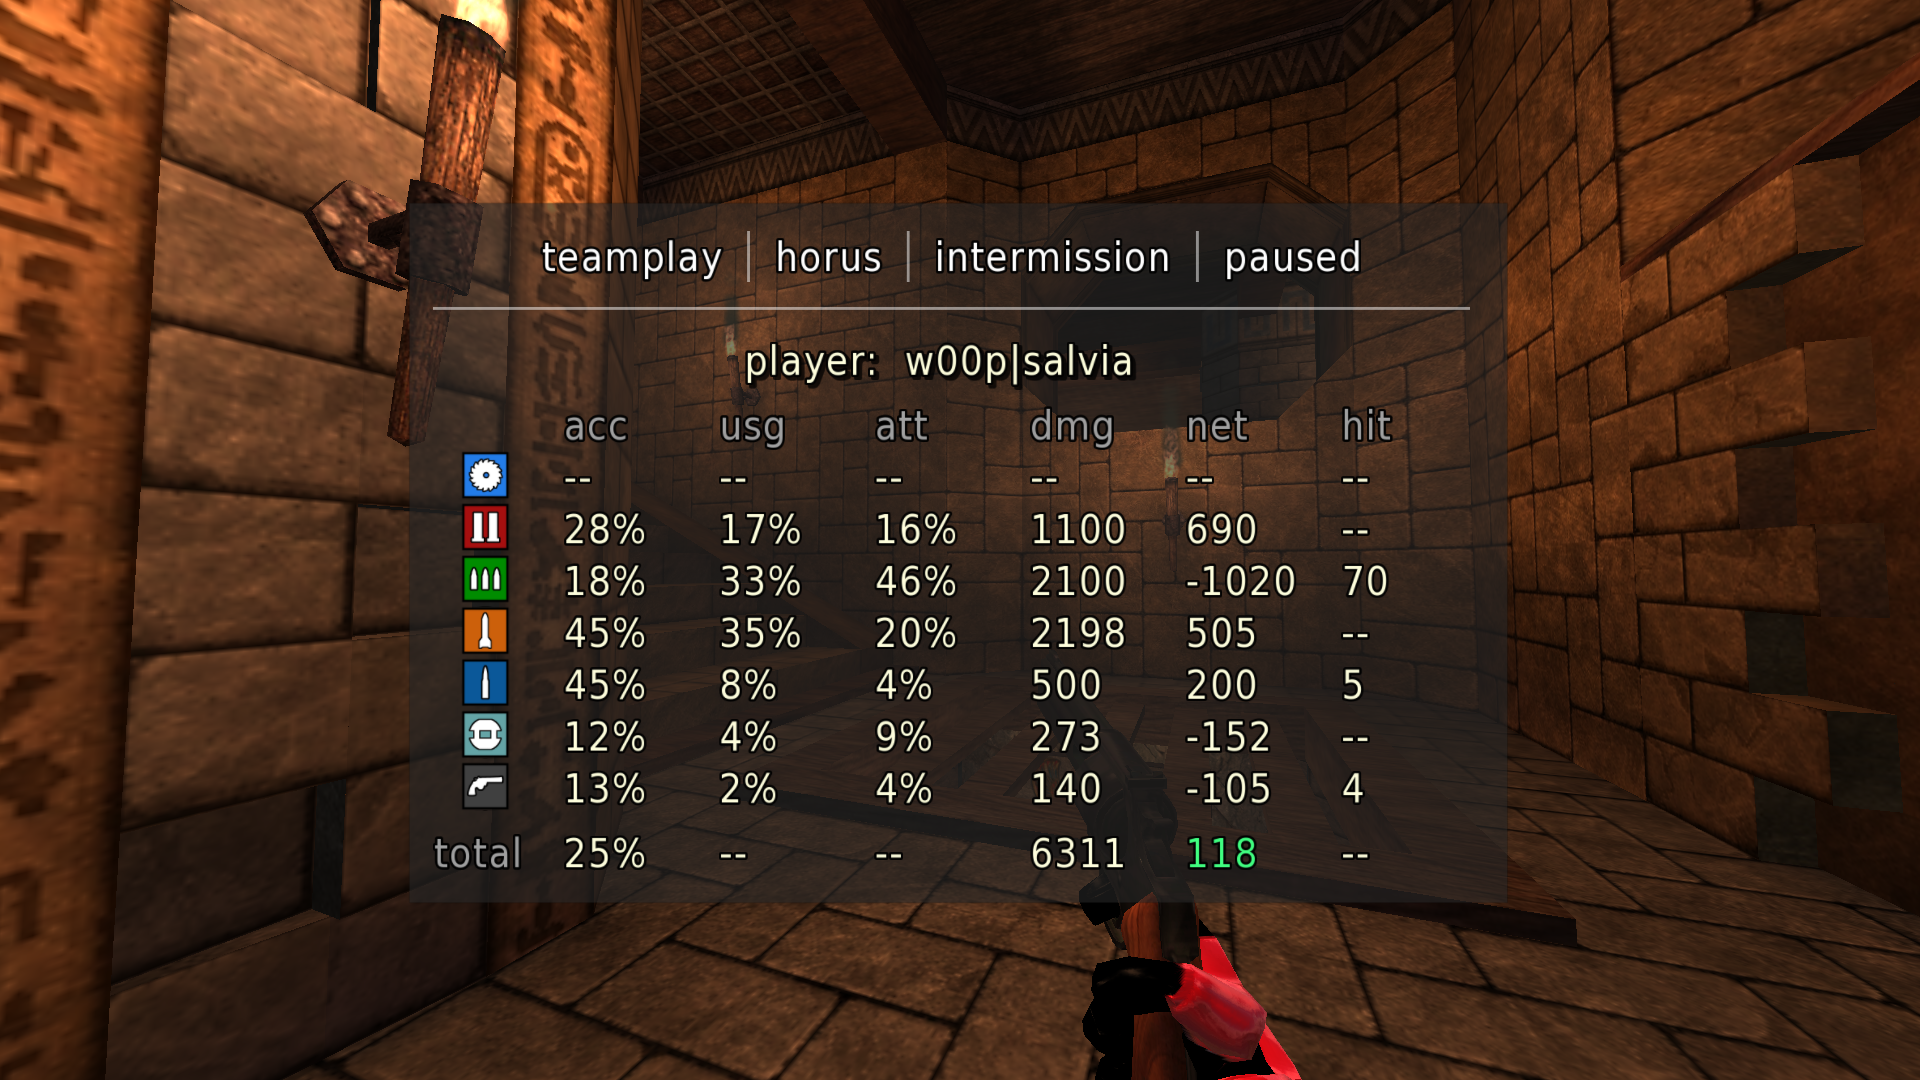 teamplay | horus | intermission | paused
player: w00p|salvia
acc usg att dmg net hit
-- -- -- -- -- --
28% 17% 16% 1100 690 --
18% 33% 46% 2100 -1020 70
45% 35% 20% 2198 505 --
45% 8% 4% 500 200 5
12% 4% 9% 273 -152 --
13% 2% 4% 140 -105 4
total 25% -- -- 6311 118 --